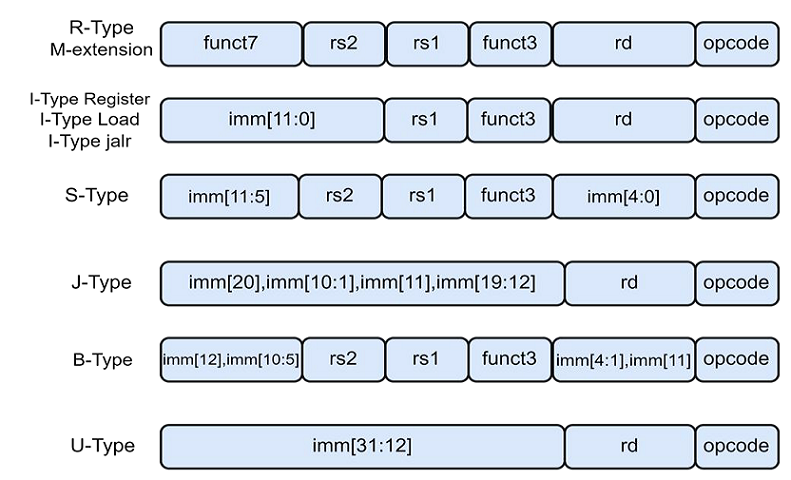 R-Type
M-extension
funct7 rs2 rs1 funct3 rd opcode
I-Type Register
I-Type Load
I-Type jalr
imm[11:0] rs1 funct3 rd opcode
S-Type imm[11:5] rs2 rs1 funct3 imm[4:0] opcode
J-Type imm[20],imm[10:1],imm[11],imm[19:12] rd opcode
B-Type imm[12],imm[10:5] rs2 rs1 funct3 imm[4:1],imm[11] opcode
U-Type imm[31:12] rd opcode